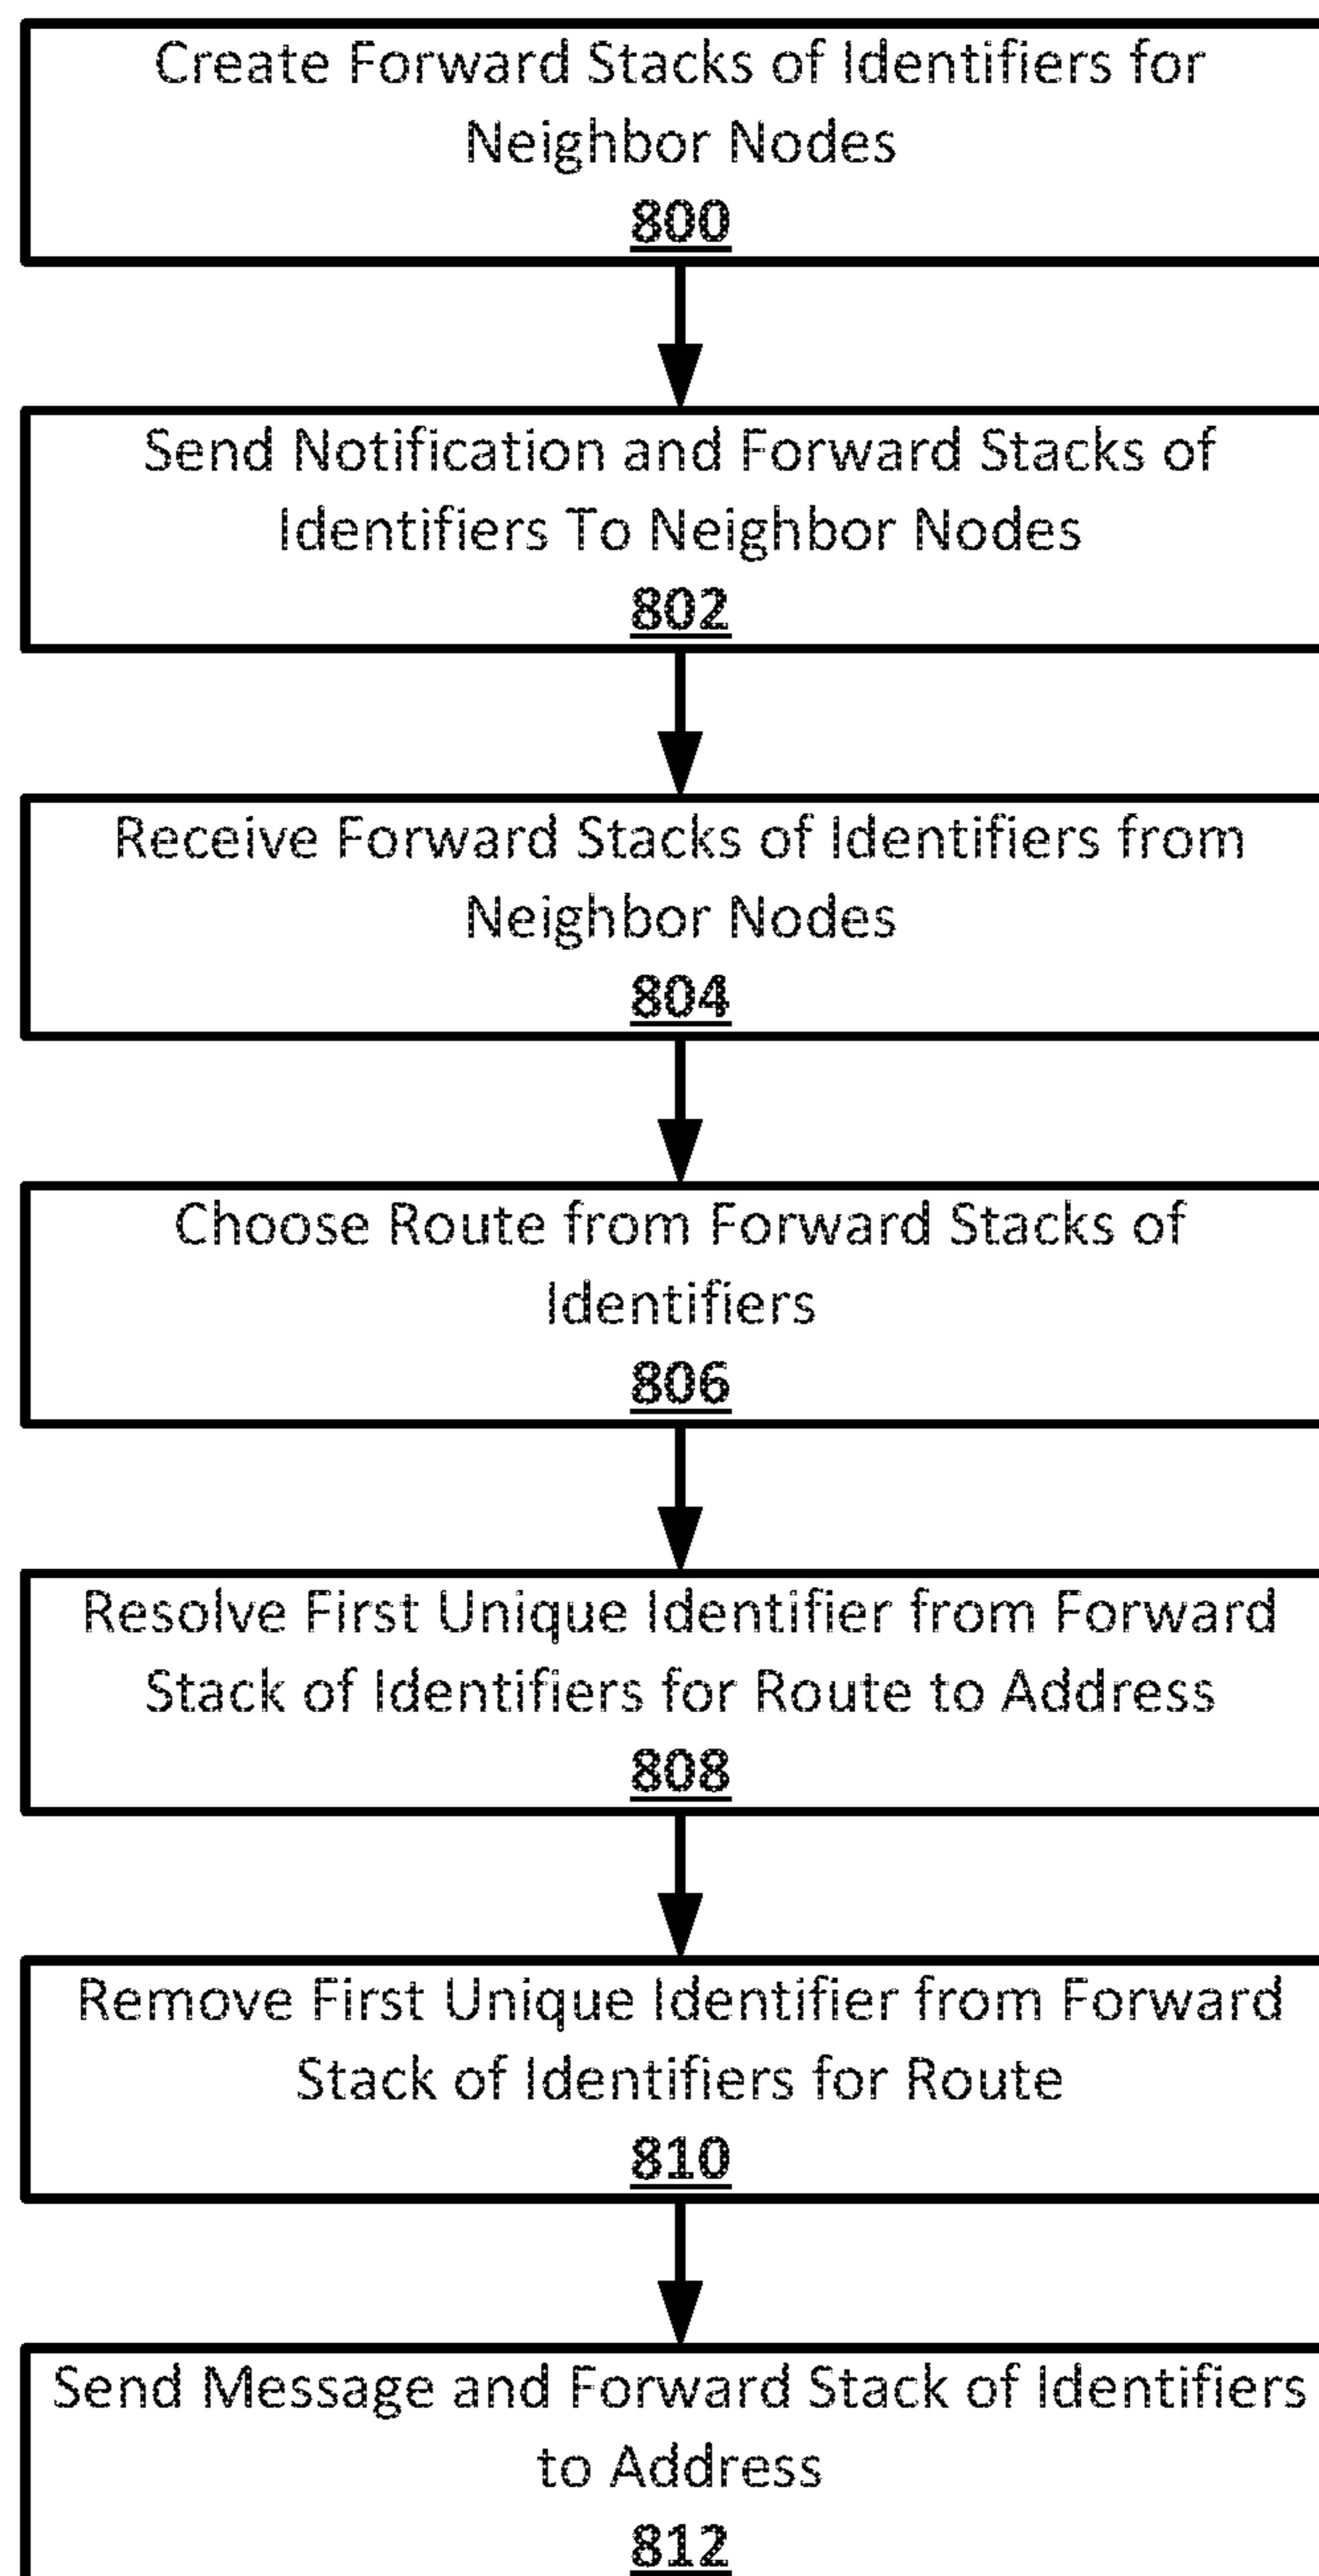 Create Forward Stacks of Identifiers for
Neighbor Nodes
800
Send Notification and Forward Stacks of
Identifiers To Neighbor Nodes
802
Receive Forward Stacks of Identifiers from
Neighbor Nodes
804
Choose Route from Forward Stacks of
Identifiers
806
Resolve First Unique Identifier from Forward
Stack of Identifiers for Route to Address
808
Remove First Unique Identifier from Forward
Stack of Identifiers for Route
810
Send Message and Forward Stack of Identifiers
to Address
812